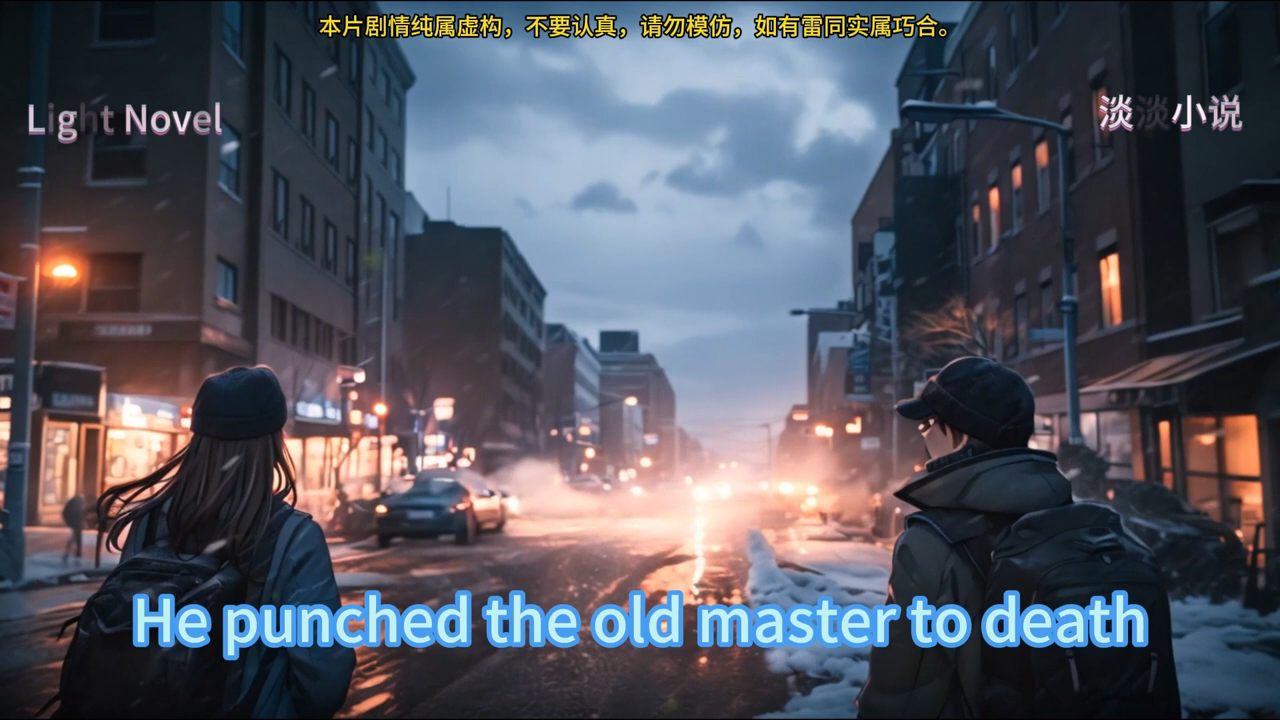 本片剧情纯属虚构，不要认真，请勿模仿，如有雷同实属巧合。
Light Novel
淡淡小说
He punched the old master to death